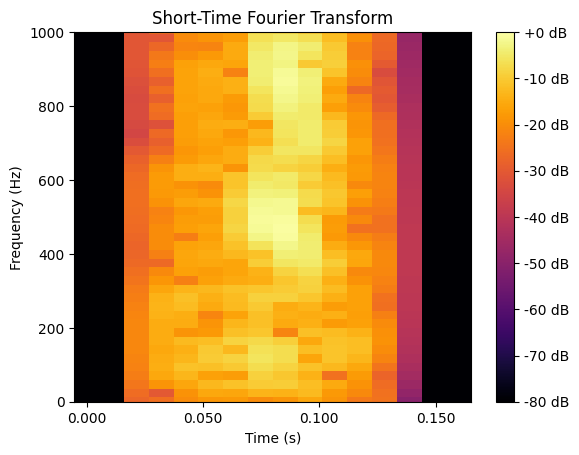 Short-Time Fourier Transform
1000
800
600
400
200
0
Frequency (Hz)
0.000
0.050
0.100
0.150
Time (s)
+0 dB
-10 dB
-20 dB
-30 dB
-40 dB
-50 dB
-60 dB
-70 dB
-80 dB